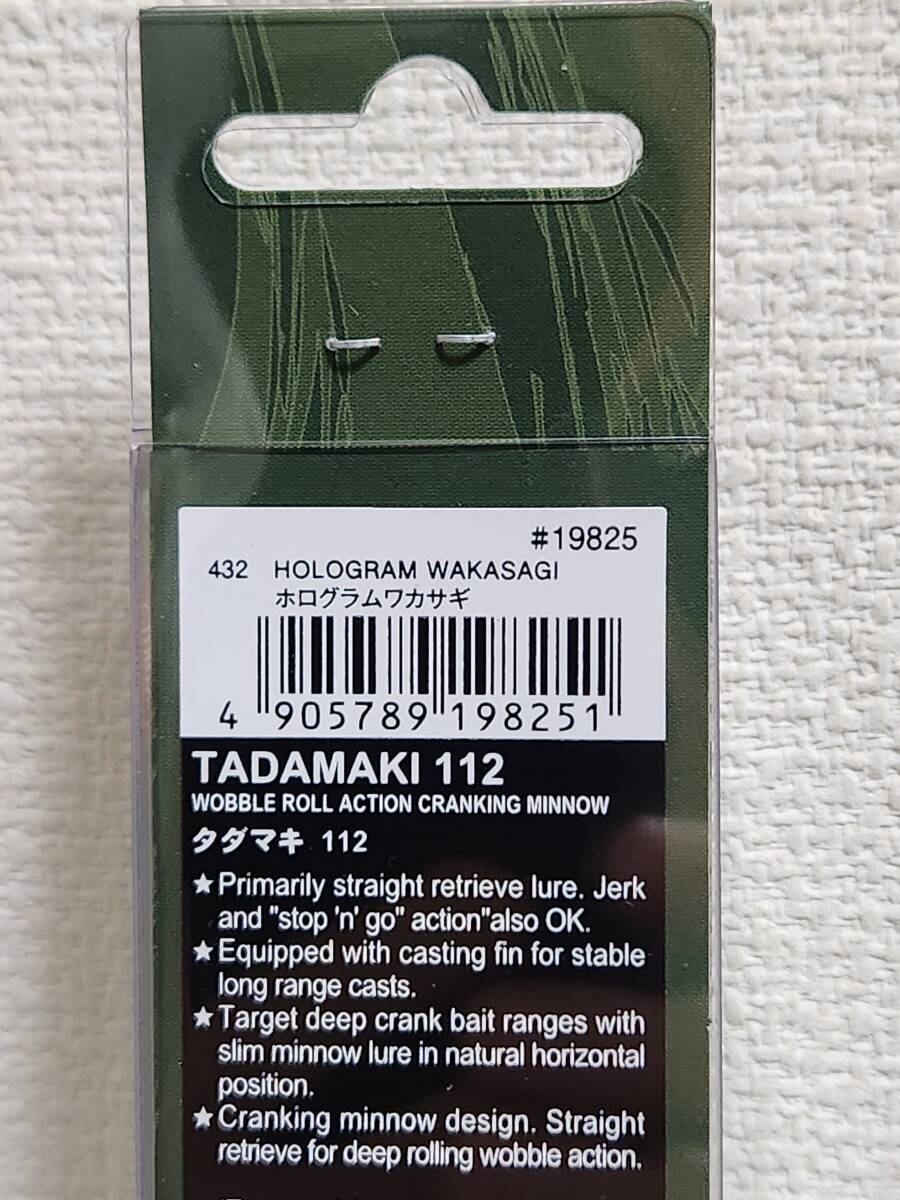 #19825
432 HOLOGRAM WAKASAGI
ホログラムワカサギ
4 905789 198251
TADAMAKI 112
WOBBLE ROLL ACTION CRANKING MINNOW
タダマキ 112
★Primarily straight retrieve lure. Jerk
and "stop 'n' go" action"also OK.
★Equipped with casting fin for stable
long range casts.
★Target deep crank bait ranges with
slim minnow lure in natural horizontal
position.
★Cranking minnow design. Straight
retrieve for deep rolling wobble action.